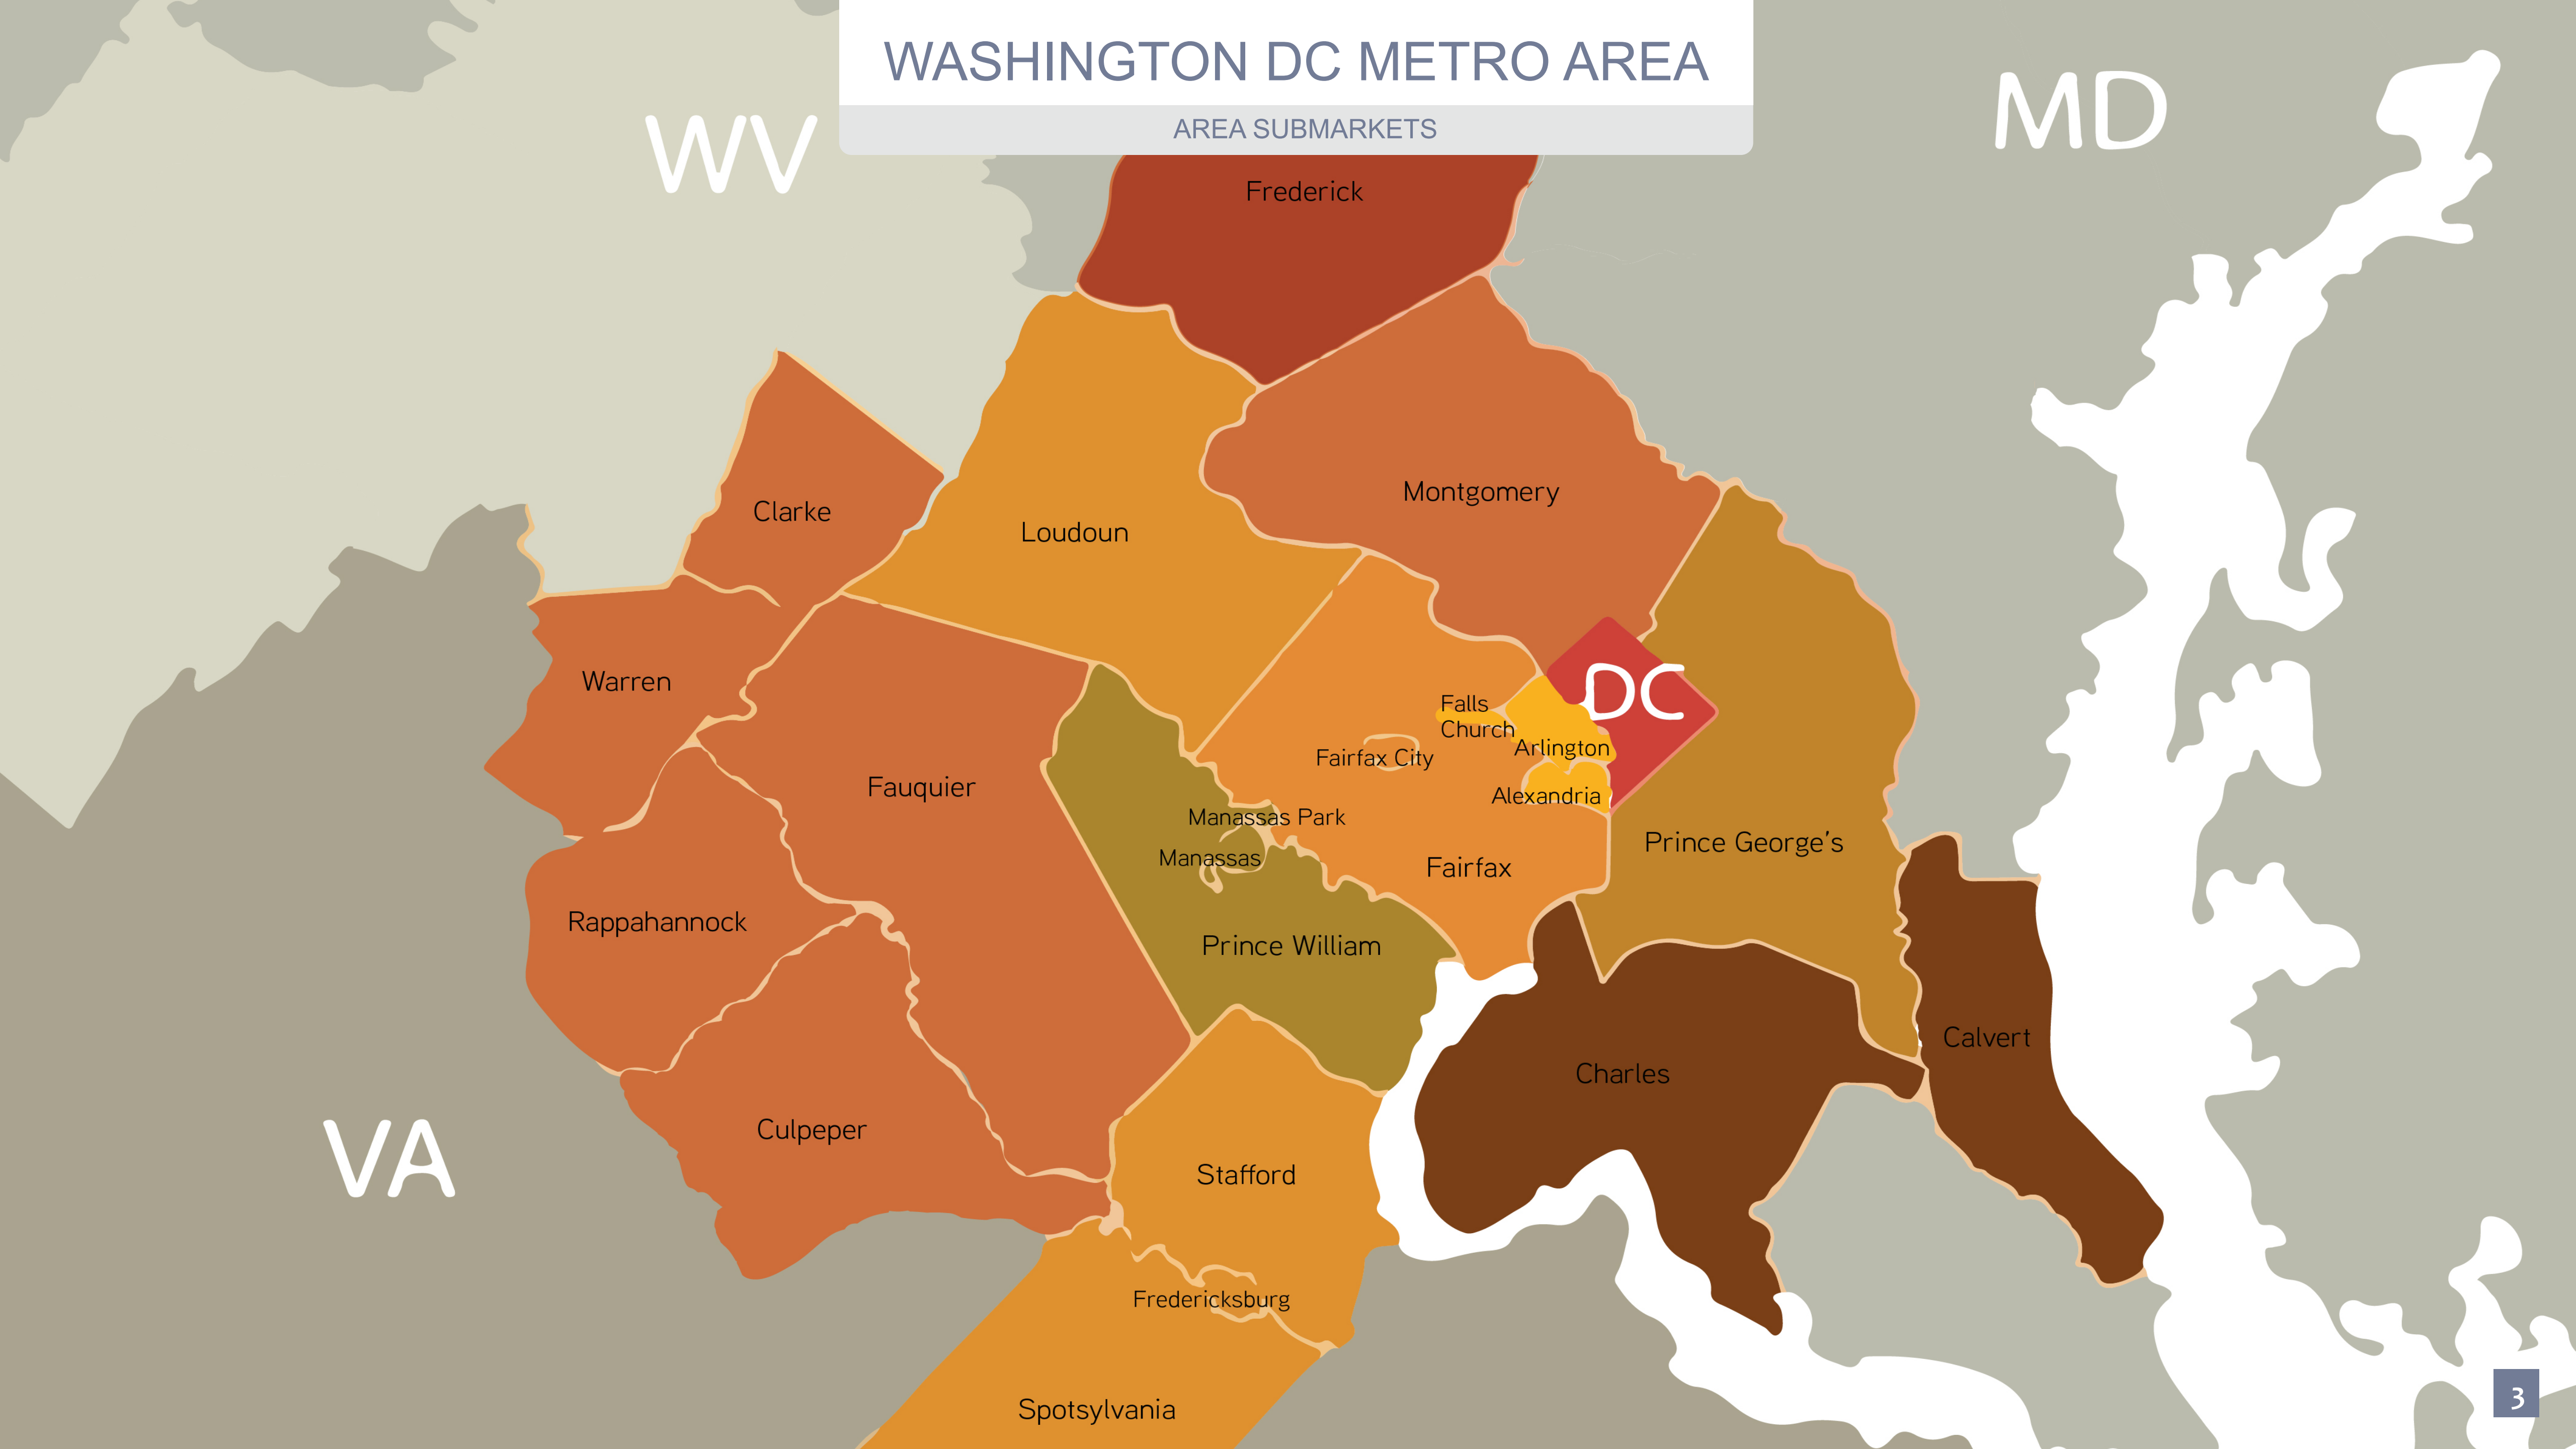 WASHINGTON DC METRO AREA
AREA SUBMARKETS
WV
MD
Frederick
Clarke
Loudoun
Montgomery
Warren
DC
Falls
Church
Arlington
Fairfax City
Alexandria
Fauquier
Manassas Park
Manassas
Fairfax
Prince George's
Rappahannock
Prince William
Calvert
Charles
Culpeper
VA
Stafford
Fredericksburg
Spotsylvania
3